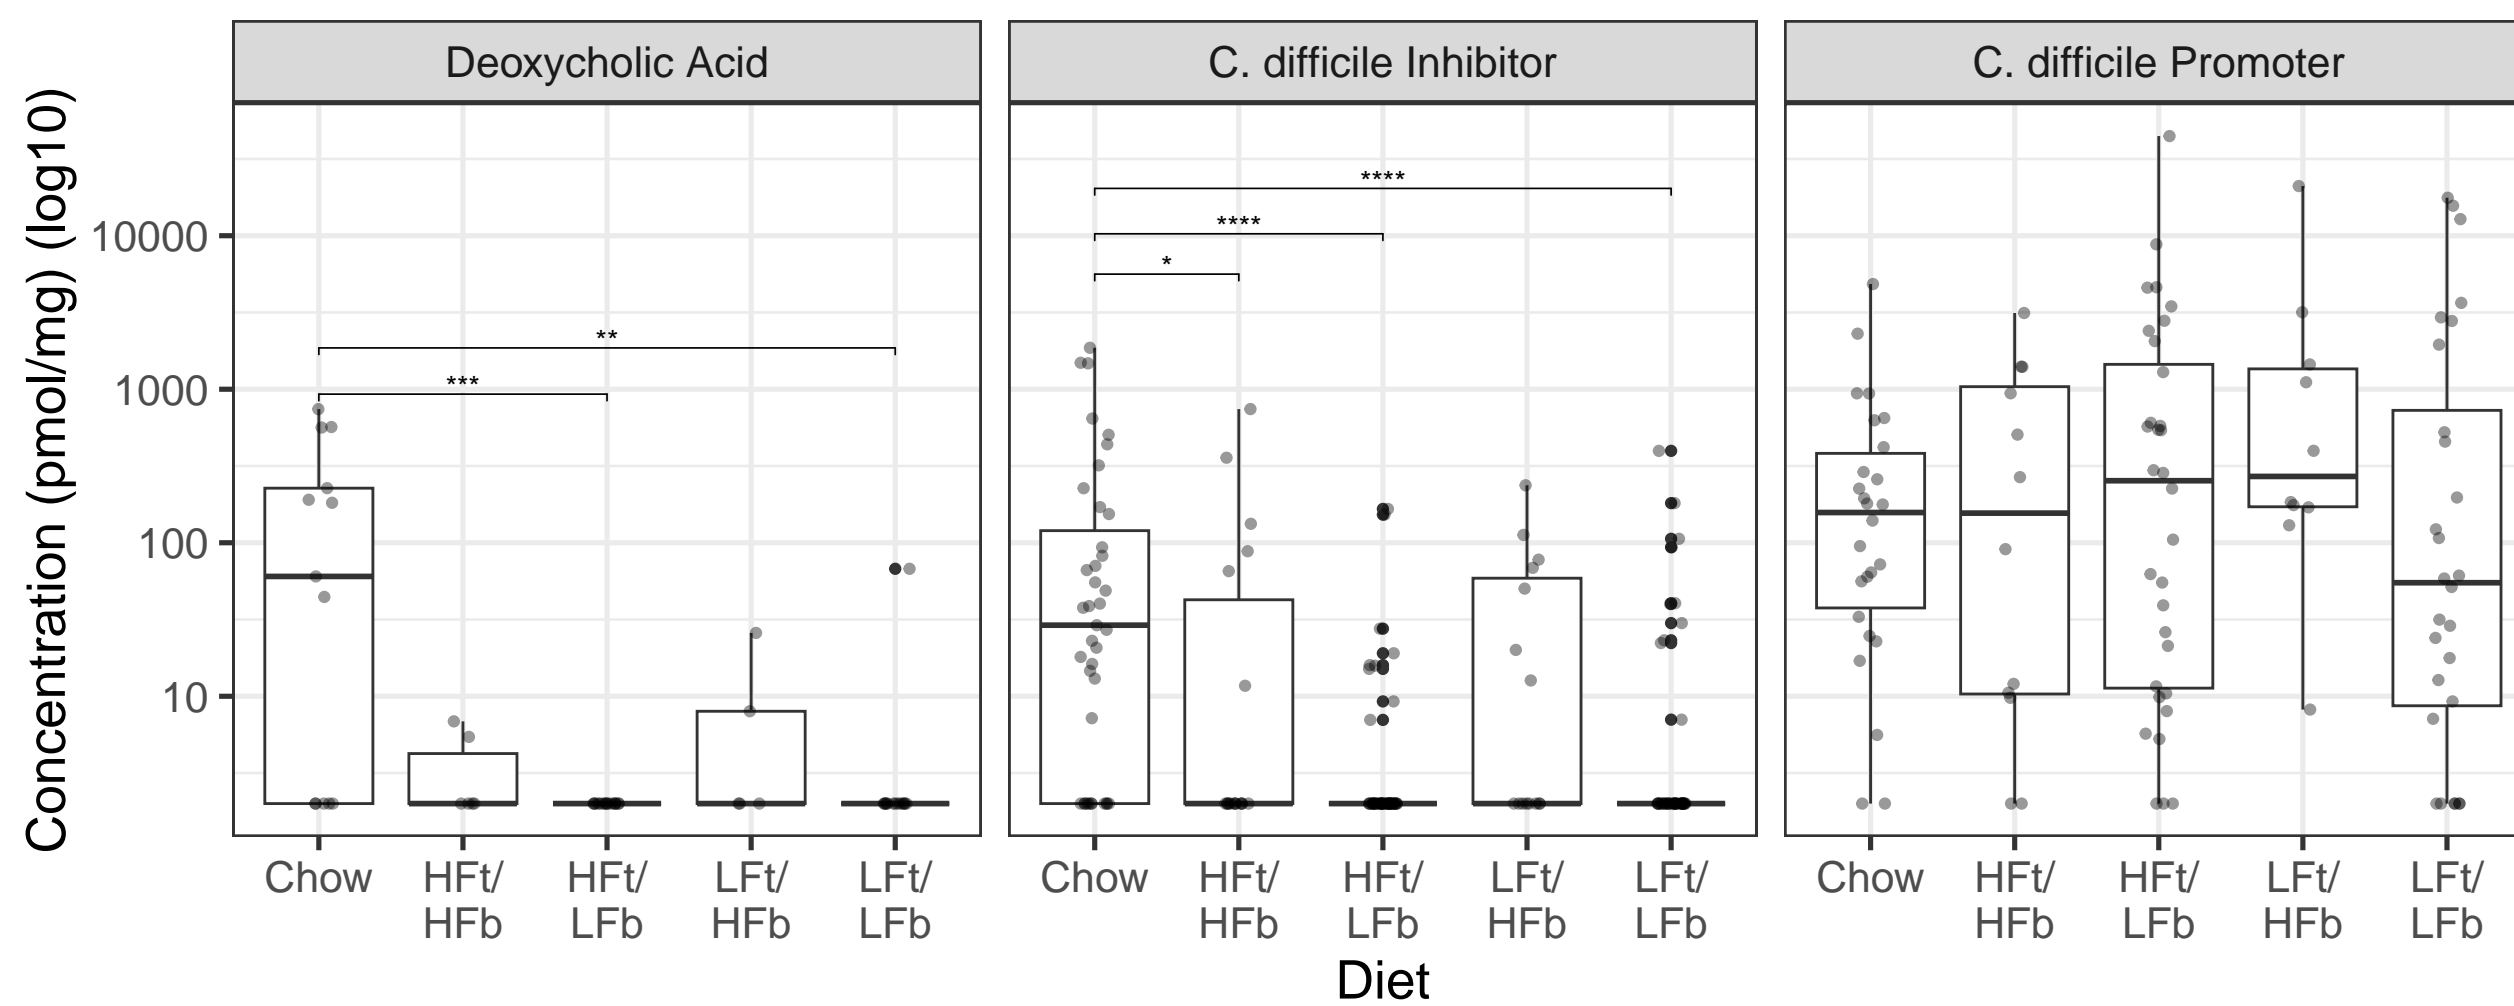 Deoxycholic Acid
C. difficile Inhibitor
C. difficile Promoter
Concentration (pmol/mg) (log10)
10000
1000
100
10
**
***
****
****
*
Chow
HFt/
HFb
HFt/
LFb
LFt/
HFb
LFt/
LFb
Chow
HFt/
HFb
HFt/
LFb
LFt/
HFb
LFt/
LFb
Chow
HFt/
HFb
HFt/
LFb
LFt/
HFb
LFt/
LFb
Diet